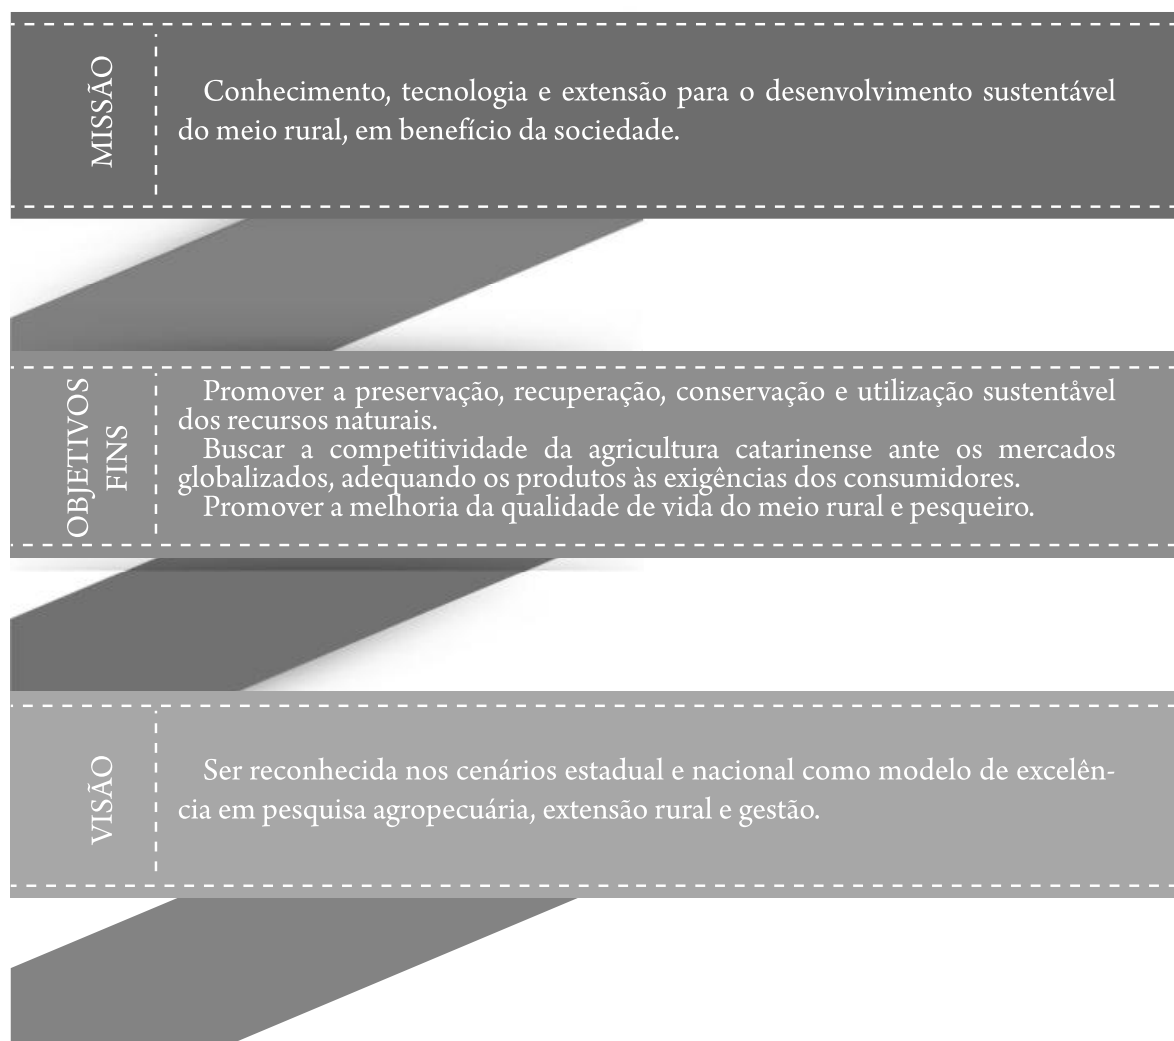 MISSÃO
Conhecimento, tecnologia e extensão para o desenvolvimento sustentável
do meio rural, em benefício da sociedade.
OBJETIVOS
FINS
Promover a preservação, recuperação, conservação e utilização sustentåvel
dos recursos naturais.
Buscar a competitividade da agricultura catarinense ante os mercados
globalizados, adequando os produtos às exigências dos consumidores.
Promover a melhoria da qualidade de vida do meio rural e pesqueiro.
VISÃO
Ser reconhecida nos cenários estadual e nacional como modelo de excelên-
cia em pesquisa agropecuária, extensão rural e gestão.